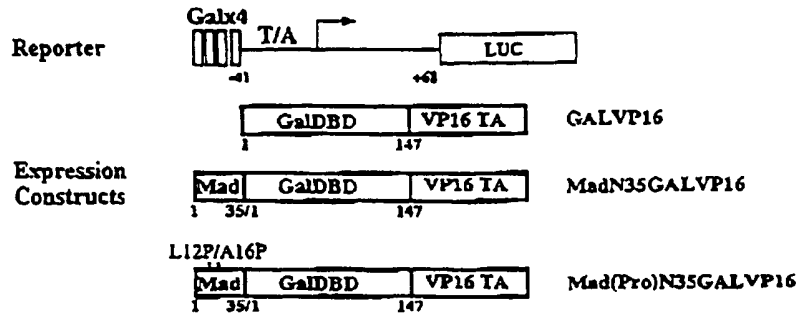 Galx4
Reporter
T/A
LUC
-41
+68
GalDBD
VP16 TA
GALVP16
1
147
Expression
Constructs
Mad
GalDBD
VP16 TA
MadN35GALVP16
1
35/1
147
L12P/A16P
Mad
GalDBD
VP16 TA
Mad(Pro)N35GALVP16
1
35/1
147